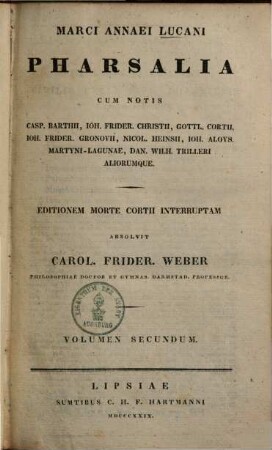 MARCI ANNAEI LUCANI
PHARSALIA
CUM NOTIS
CASP. BARTHII, IOH. FRIDER. CHRISTII, GOTTL. CORTII,
IOH. FRIDER. GRONOVII, NICOL. HEINSII, IOH. ALOYS.
MARTYNI-LAGUNAE, DAN. WILH. TRILLERI
ALIORUMQUE.
EDITIONEM MORTE CORTII INTERRUPTAM
ABSOLVIT
CAROL. FRIDER. WEBER
PHILOSOPHIAE DOCTOR ET GYMNAS. DARMSTAD. PROFESSOR.
VOLUMEN SECUNDUM.
LIPSIAE
SUMTIBUS C. H. F. HARTMANNI
MDCCCXXIX.